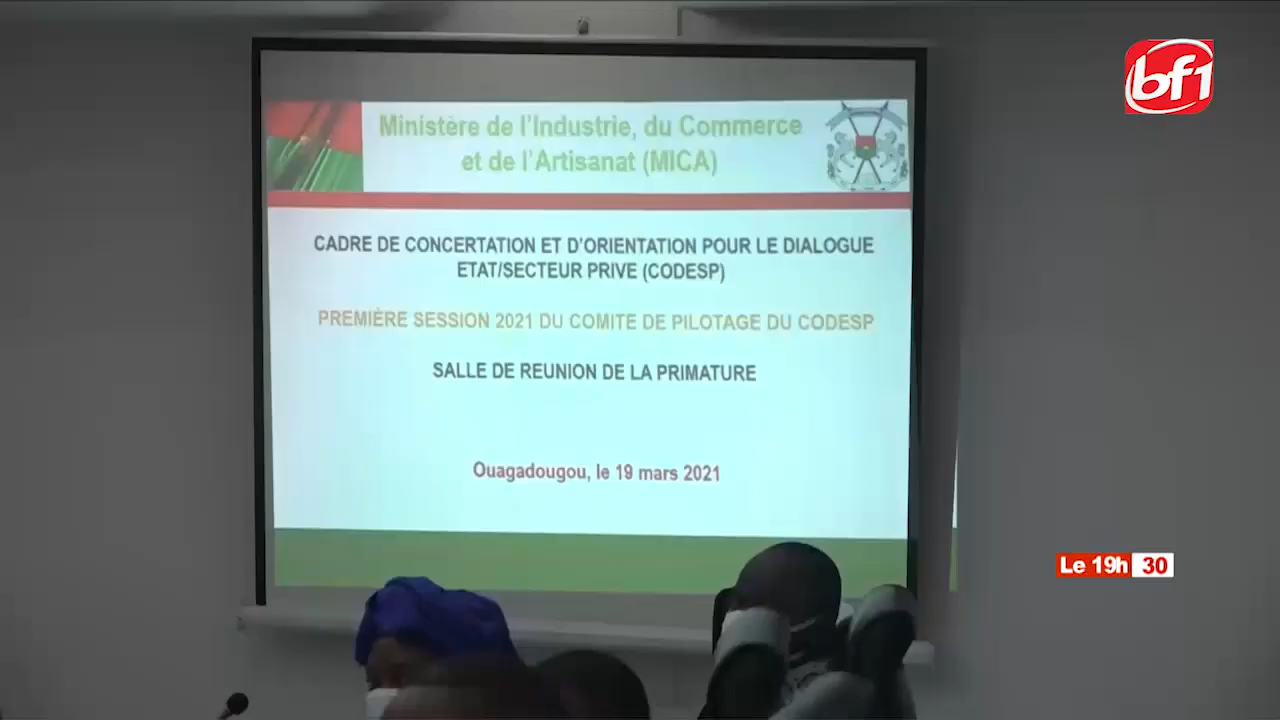 bf1
Ministère de l'Industrie, du Commerce
et de l'Artisanat (MICA)
CADRE DE CONCERTATION ET D'ORIENTATION POUR LE DIALOGUE
ETAT/SECTEUR PRIVE (CODESP)
PREMIÈRE SESSION 2021 DU COMITE DE PILOTAGE DU CODESP
SALLE DE REUNION DE LA PRIMATURE
Ouagadougou, le 19 mars 2021
Le 19h 30